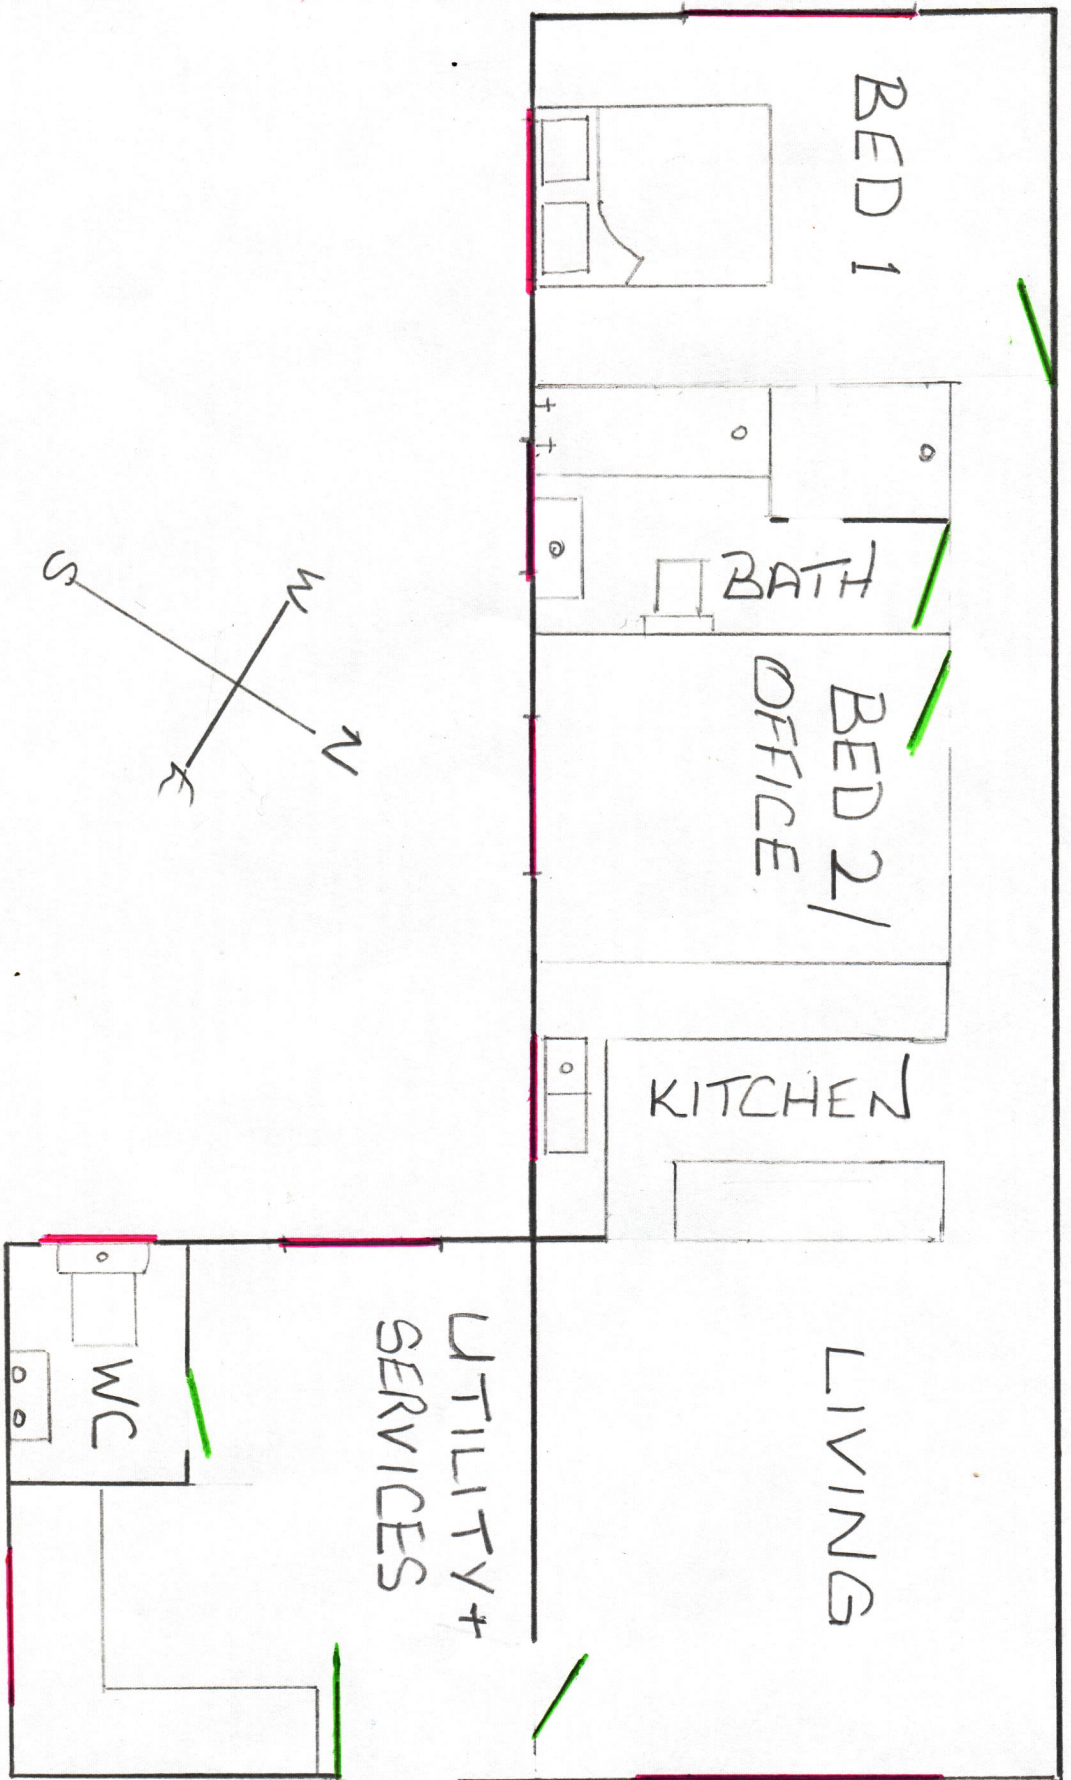 BED 1
BATH
BED 2/
OFFICE
KITCHEN
LIVING
UTILITY +
SERVICES
WC
N
S
E
W